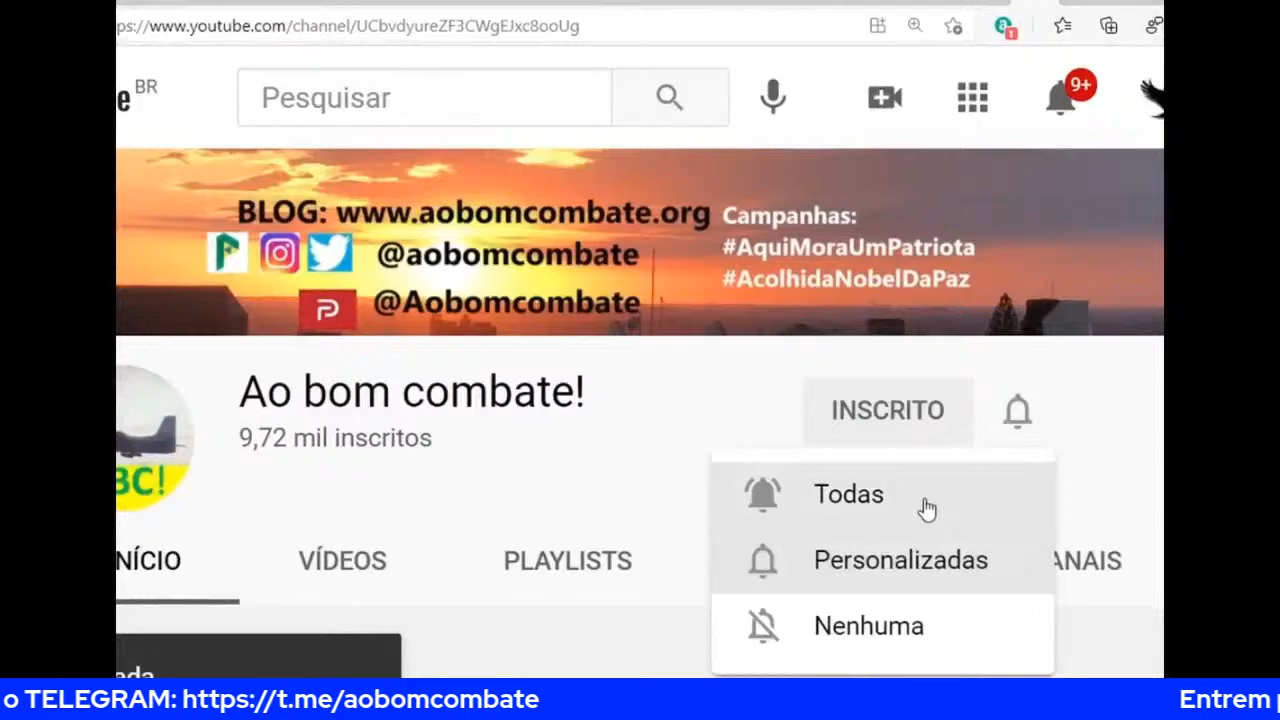 ps://www.youtube.com/channel/UCbvdyureZF3CWgEJxc8ooUg
1
e BR
Pesquisar
9+
BLOG: www.aobomcombate.org
@aobomcombate
@Aobomcombate
Campanhas:
#AquiMoraUmPatriota
#AcolhidaNobelDaPaz
BC!
Ao bom combate!
9,72 mil inscritos
INSCRITO
Todas
Personalizadas
Nenhuma
NÍCIO VÍDEOS PLAYLISTS ANAIS
o TELEGRAM: https://t.me/aobomcombate Entrem p